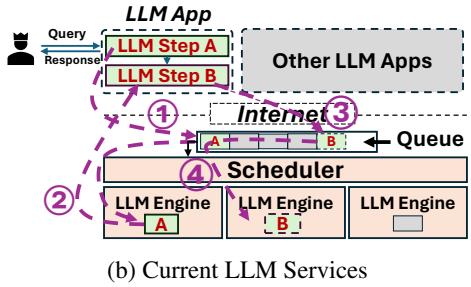 LLM App
Query
Response
LLM Step A
LLM Step B
Other LLM Apps
Internet
①
③
A
B
Queue
④
Scheduler
②
LLM Engine
A
LLM Engine
B
LLM Engine
(b) Current LLM Services